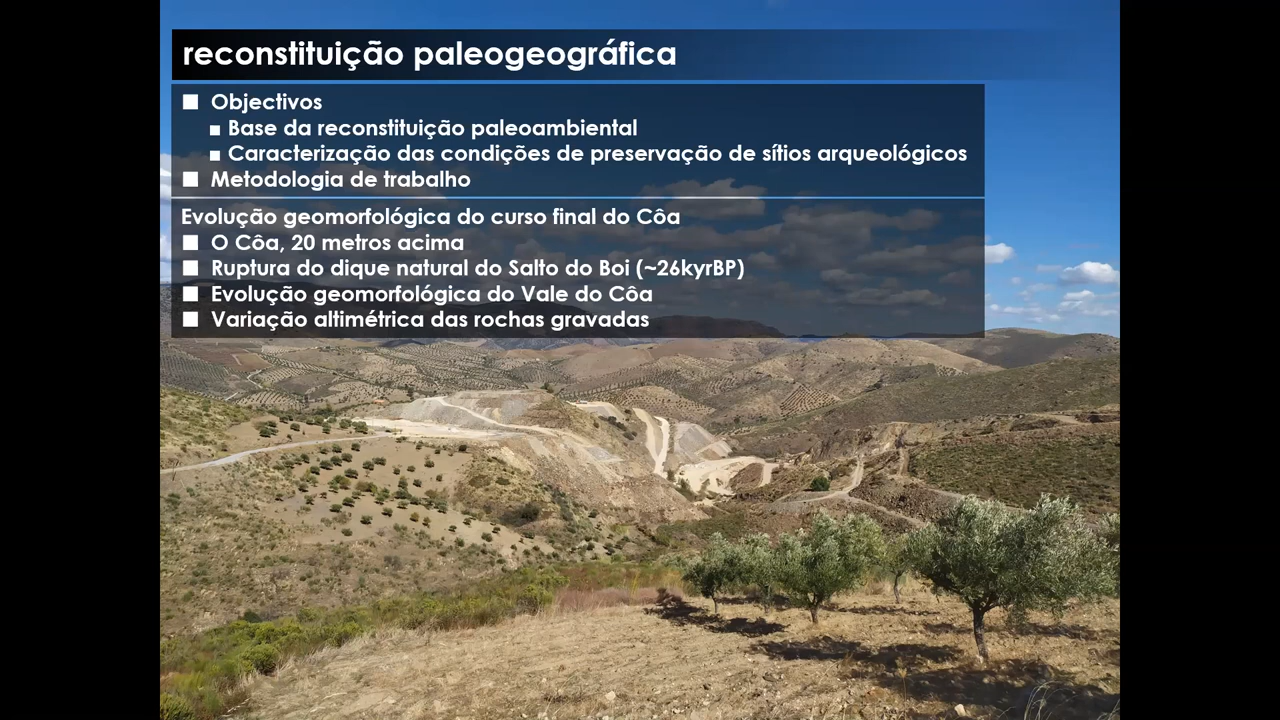 reconstituição paleogeográfica
■ Objectivos
■ Base da reconstituição paleoambiental
■ Caracterização das condições de preservação de sítios arqueológicos
■ Metodologia de trabalho
Evolução geomorfológica do curso final do Côa
■ O Côa, 20 metros acima
■ Ruptura do dique natural do Salto do Boi (~26kyrBP)
■ Evolução geomorfológica do Vale do Côa
■ Variação altimétrica das rochas gravadas